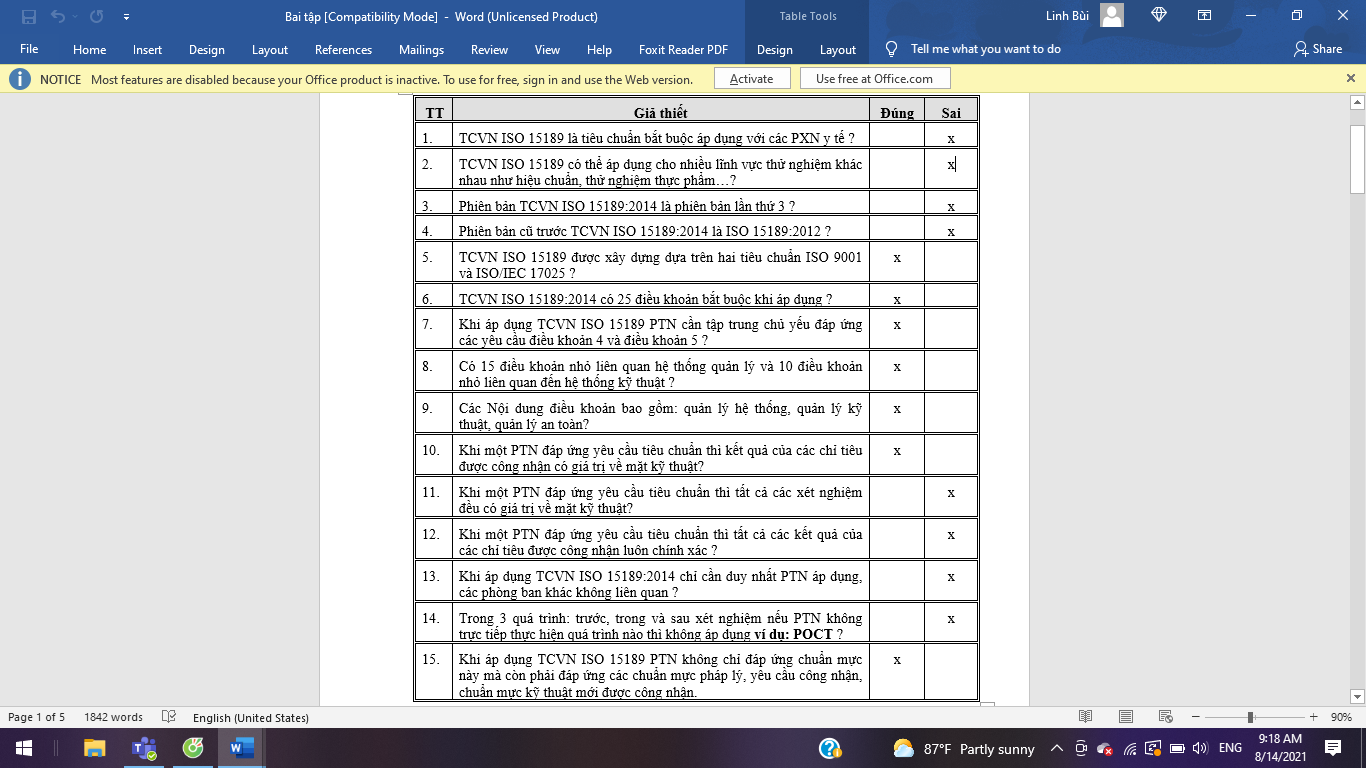 Bai tập [Compatibility Mode] - Word (Unlicensed Product)
Table Tools
Linh Bùi
File Home Insert Design Layout References Mailings Review View Help Foxit Reader PDF Design Layout Tell me what you want to do Share
NOTICE Most features are disabled because your Office product is inactive. To use for free, sign in and use the Web version. Activate Use free at Office.com
TT Giả thiết Đúng Sai
1. TCVN ISO 15189 là tiêu chuẩn bắt buộc áp dụng với các PXN y tế ? x
2. TCVN ISO 15189 có thể áp dụng cho nhiều lĩnh vực thử nghiệm khác x
nhau như hiệu chuẩn, thử nghiệm thực phẩm…?
3. Phiên bản TCVN ISO 15189:2014 là phiên bản lần thứ 3 ? x
4. Phiên bản cũ trước TCVN ISO 15189:2014 là ISO 15189:2012 ? x
5. TCVN ISO 15189 được xây dựng dựa trên hai tiêu chuẩn ISO 9001 x
và ISO/IEC 17025 ?
6. TCVN ISO 15189:2014 có 25 điều khoản bắt buộc khi áp dụng ? x
7. Khi áp dụng TCVN ISO 15189 PTN cần tập trung chủ yếu đáp ứng x
các yêu cầu điều khoản 4 và điều khoản 5 ?
8. Có 15 điều khoản nhỏ liên quan hệ thống quản lý và 10 điều khoản x
nhỏ liên quan đến hệ thống kỹ thuật ?
9. Các Nội dung điều khoản bao gồm: quản lý hệ thống, quản lý kỹ x
thuật, quản lý an toàn?
10. Khi một PTN đáp ứng yêu cầu tiêu chuẩn thì kết quả của các chỉ tiêu x
được công nhận có giá trị về mặt kỹ thuật?
11. Khi một PTN đáp ứng yêu cầu tiêu chuẩn thì tất cả các xét nghiệm x
đều có giá trị về mặt kỹ thuật?
12. Khi một PTN đáp ứng yêu cầu tiêu chuẩn thì tất cả các kết quả của x
các chỉ tiêu được công nhận luôn chính xác ?
13. Khi áp dụng TCVN ISO 15189:2014 chỉ cần duy nhất PTN áp dụng, x
các phòng ban khác không liên quan ?
14. Trong 3 quá trình: trước, trong và sau xét nghiệm nếu PTN không x
trực tiếp thực hiện quá trình nào thì không áp dụng ví dụ: POCT ?
15. Khi áp dụng TCVN ISO 15189 PTN không chỉ đáp ứng chuẩn mực x
này mà còn phải đáp ứng các chuẩn mực pháp lý, yêu cầu công nhận,
chuẩn mực kỹ thuật mới được công nhận.
Page 1 of 5 1842 words English (United States) 90%
87°F Partly sunny ENG
9:18 AM
8/14/2021